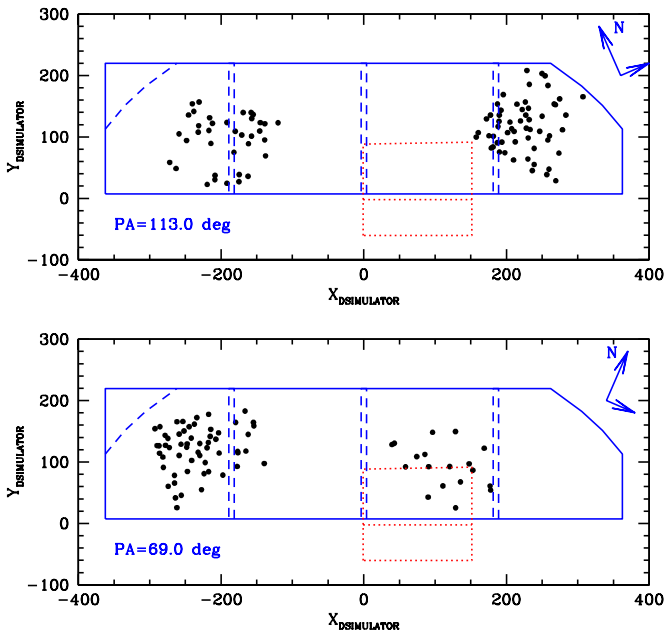 300
200
100
0
-100
Y_DSIMULATOR
N
PA=113.0 deg
-400 -200 0 200 400
X_DSIMULATOR
300
200
100
0
-100
Y_DSIMULATOR
N
PA=69.0 deg
-400 -200 0 200 400
X_DSIMULATOR